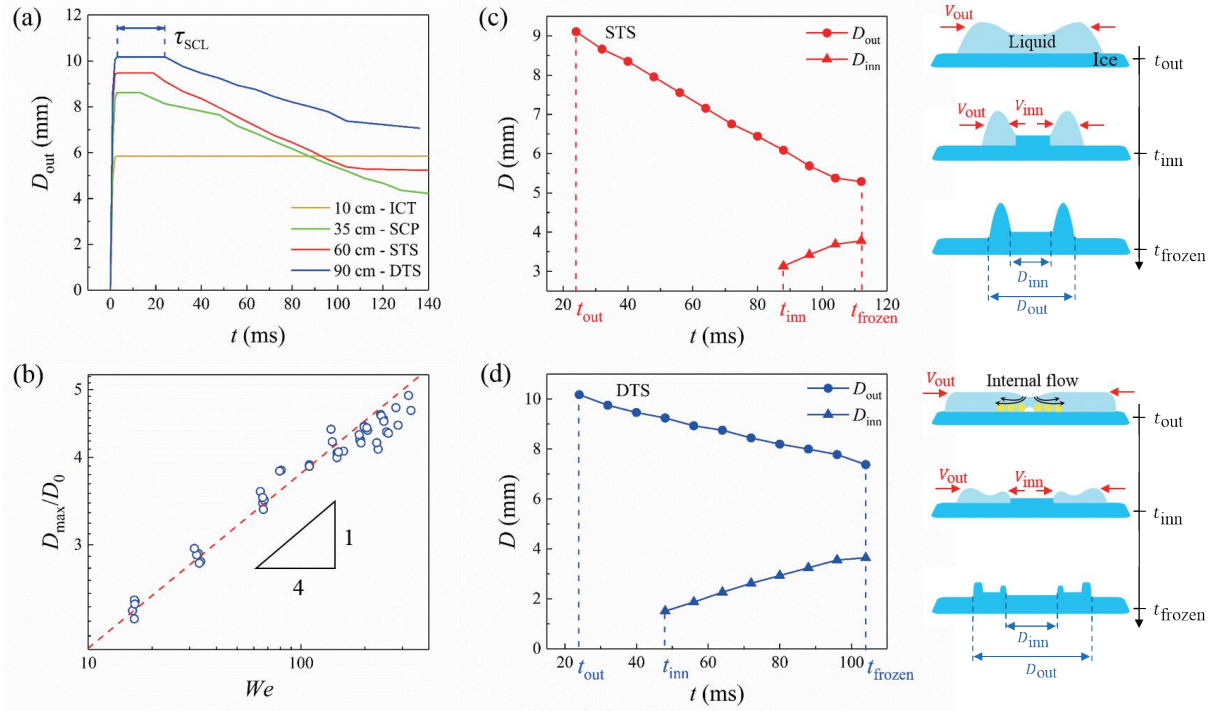 (a)
τSCL
12
10
8
6
4
2
0
Dout (mm)
10 cm - ICT
35 cm - SCP
60 cm - STS
90 cm - DTS
0 20 40 60 80 100 120 140
t (ms)
(b)
5
4
3
Dmax/D0
1
4
10 100
We
(c)
STS
Dout
Dinn
9
8
7
6
5
4
3
D (mm)
20 40 60 80 100 120
tout tinn tfrozen
t (ms)
Vout
Liquid
Ice
tout
Vout Vinn
tinn
tfrozen
Dinn
Dout
(d)
DTS
Dout
Dinn
10
8
6
4
2
0
D (mm)
20 40 60 80 100
tout tinn tfrozen
t (ms)
Vout
Internal flow
tout
Vout Vinn
tinn
tfrozen
Dinn
Dout